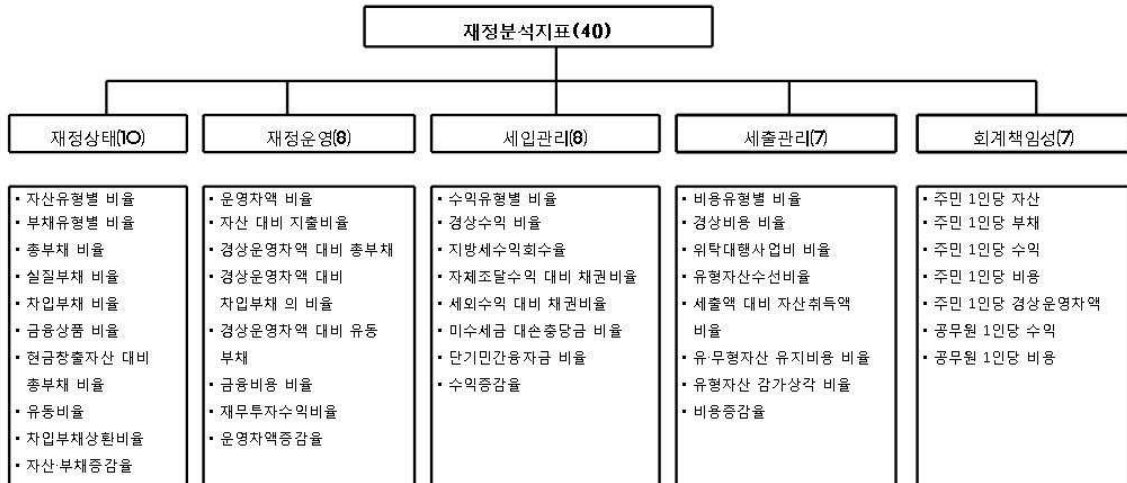 재정분석지표(40)
재정상태(10)
재정운영(8)
세입관리(8)
세출관리(7)
회계책임성(7)
▪ 자산유형별 비율
▪ 부채유형별 비율
▪ 총부채 비율
▪ 실질부채 비율
▪ 차입부채 비율
▪ 금융상품 비율
▪ 현금창출자산 대비
총부채 비율
▪ 유동비율
▪ 차입부채상환비율
▪ 자산·부채증감율
▪ 운영차액 비율
▪ 자산 대비 지출비율
▪ 경상운영차액 대비 총부채
▪ 경상운영차액 대비
차입부채 의 비율
▪ 경상운영차액 대비 유동
부채
▪ 금융비용 비율
▪ 재무투자수익비율
▪ 운영차액증감율
▪ 수익유형별 비율
▪ 경상수익 비율
▪ 지방세수익회수율
▪ 자체조달수익 대비 채권비율
▪ 세외수익 대비 채권비율
▪ 미수세금 대손충당금 비율
▪ 단기민간융자금 비율
▪ 수익증감율
▪ 비용유형별 비율
▪ 경상비용 비율
▪ 위탁대행사업비 비율
▪ 유형자산수선비율
▪ 세출액 대비 자산취득액
비율
▪ 유·무형자산 유지비용 비율
▪ 유형자산 감가상각 비율
▪ 비용증감율
▪ 주민 1인당 자산
▪ 주민 1인당 부채
▪ 주민 1인당 수익
▪ 주민 1인당 비용
▪ 주민 1인당 경상운영차액
▪ 공무원 1인당 수익
▪ 공무원 1인당 비용